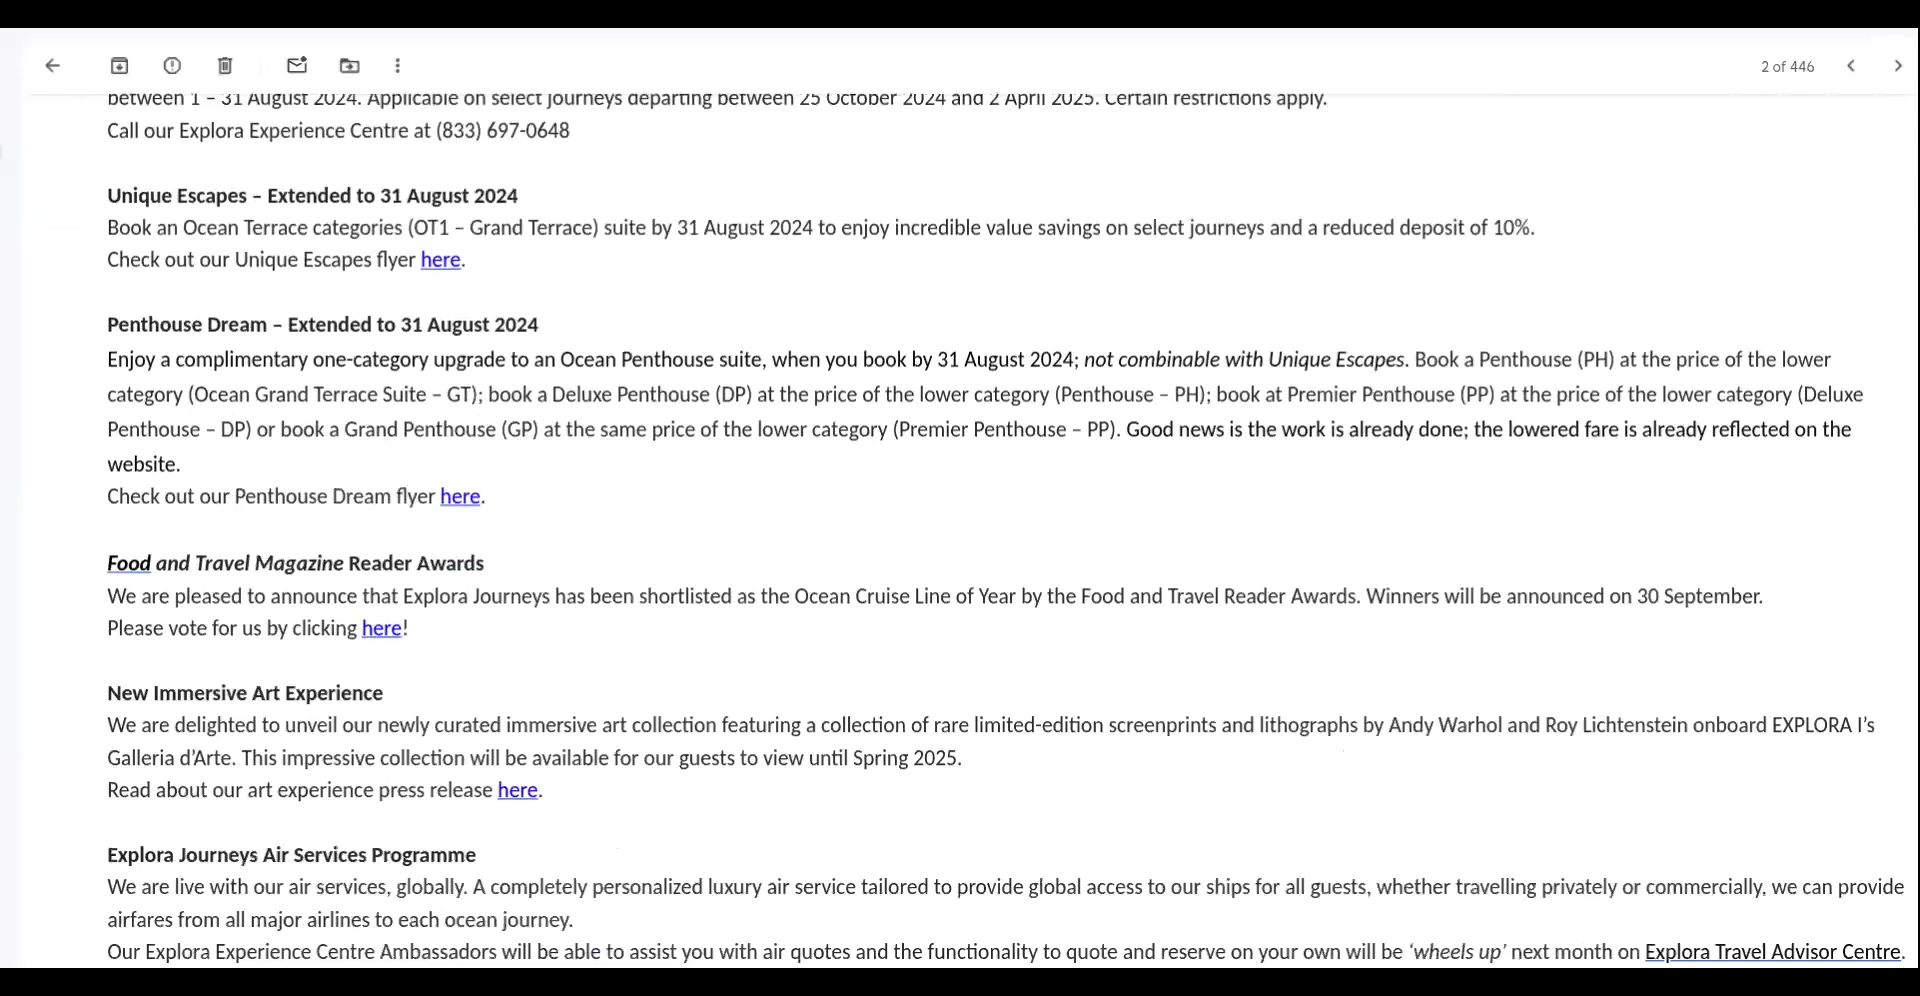 2 of 446
between 1 – 31 August 2024. Applicable on select journeys departing between 25 October 2024 and 2 April 2025. Certain restrictions apply.
Call our Explora Experience Centre at (833) 697-0648
Unique Escapes – Extended to 31 August 2024
Book an Ocean Terrace categories (OT1 – Grand Terrace) suite by 31 August 2024 to enjoy incredible value savings on select journeys and a reduced deposit of 10%.
Check out our Unique Escapes flyer here.
Penthouse Dream – Extended to 31 August 2024
Enjoy a complimentary one-category upgrade to an Ocean Penthouse suite, when you book by 31 August 2024; not combinable with Unique Escapes. Book a Penthouse (PH) at the price of the lower
category (Ocean Grand Terrace Suite – GT); book a Deluxe Penthouse (DP) at the price of the lower category (Penthouse – PH); book at Premier Penthouse (PP) at the price of the lower category (Deluxe
Penthouse – DP) or book a Grand Penthouse (GP) at the same price of the lower category (Premier Penthouse – PP). Good news is the work is already done; the lowered fare is already reflected on the
website.
Check out our Penthouse Dream flyer here.
Food and Travel Magazine Reader Awards
We are pleased to announce that Explora Journeys has been shortlisted as the Ocean Cruise Line of Year by the Food and Travel Reader Awards. Winners will be announced on 30 September.
Please vote for us by clicking here!
New Immersive Art Experience
We are delighted to unveil our newly curated immersive art collection featuring a collection of rare limited-edition screenprints and lithographs by Andy Warhol and Roy Lichtenstein onboard EXPLORA I’s
Galleria d’Arte. This impressive collection will be available for our guests to view until Spring 2025.
Read about our art experience press release here.
Explora Journeys Air Services Programme
We are live with our air services, globally. A completely personalized luxury air service tailored to provide global access to our ships for all guests, whether travelling privately or commercially, we can provide
airfares from all major airlines to each ocean journey.
Our Explora Experience Centre Ambassadors will be able to assist you with air quotes and the functionality to quote and reserve on your own will be ‘wheels up’ next month on Explora Travel Advisor Centre.